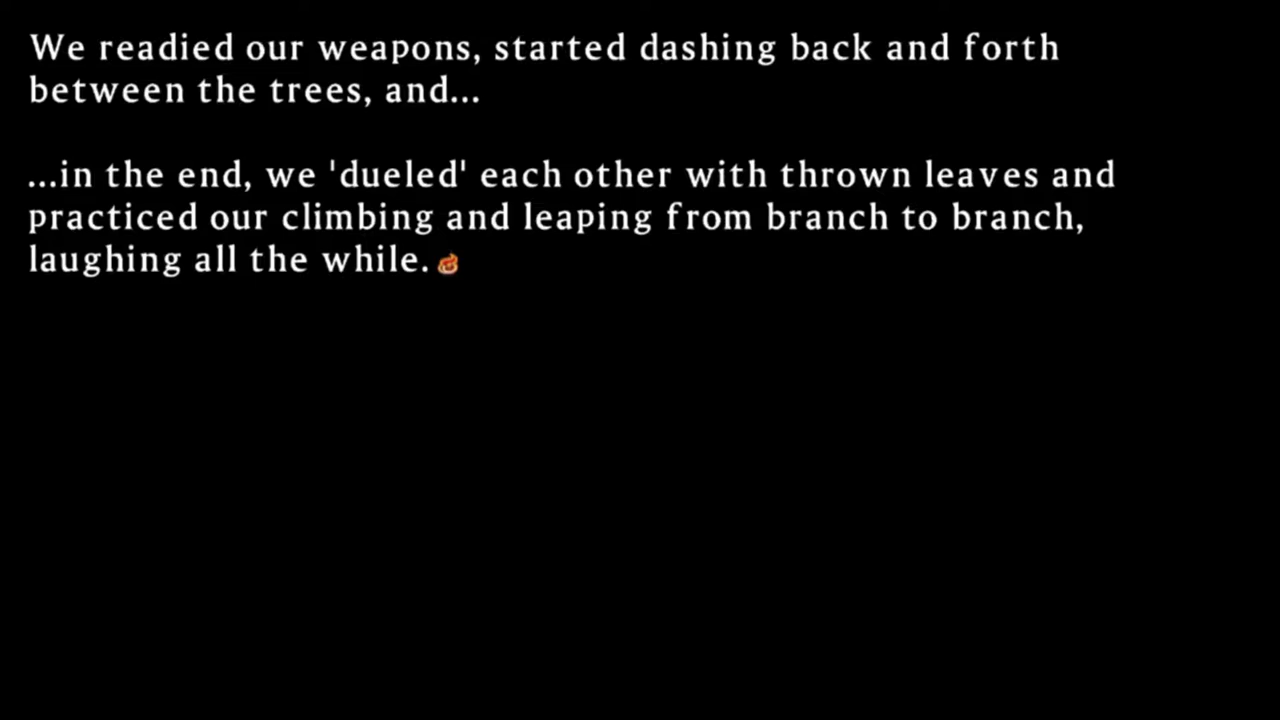 We readied our weapons, started dashing back and forth
between the trees, and...
...in the end, we 'dueled' each other with thrown leaves and
practiced our climbing and leaping from branch to branch,
laughing all the while.